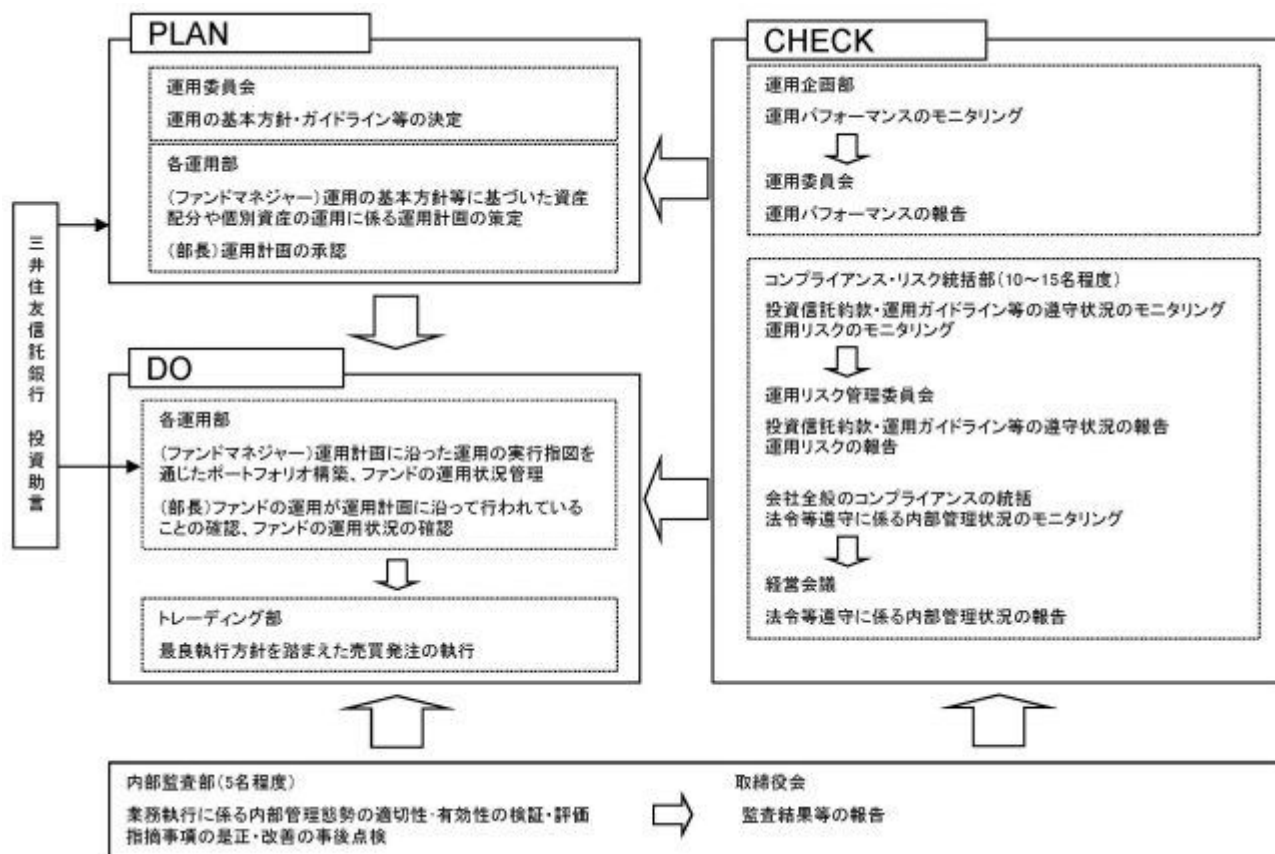 PLAN
運用委員会
運用の基本方針・ガイドライン等の決定
各運用部
(ファンドマネジャー)運用の基本方針等に基づいた資産
配分や個別資産の運用に係る運用計画の策定
(部長)運用計画の承認
三井住友信託銀行 投資助言
DO
各運用部
(ファンドマネジャー)運用計画に沿った運用の実行指図を
通じたポートフォリオ構築、ファンドの運用状況管理
(部長)ファンドの運用が運用計画に沿って行われている
ことの確認、ファンドの運用状況の確認
トレーディング部
最良執行方針を踏まえた売買発注の執行
CHECK
運用企画部
運用パフォーマンスのモニタリング
運用委員会
運用パフォーマンスの報告
コンプライアンス・リスク統括部(10～15名程度)
投資信託約款・運用ガイドライン等の遵守状況のモニタリング
運用リスクのモニタリング
運用リスク管理委員会
投資信託約款・運用ガイドライン等の遵守状況の報告
運用リスクの報告
会社全般のコンプライアンスの統括
法令等遵守に係る内部管理状況のモニタリング
経営会議
法令等遵守に係る内部管理状況の報告
内部監査部(5名程度)
業務執行に係る内部管理態勢の適切性・有効性の検証・評価
指摘事項の是正・改善の事後点検
取締役会
監査結果等の報告